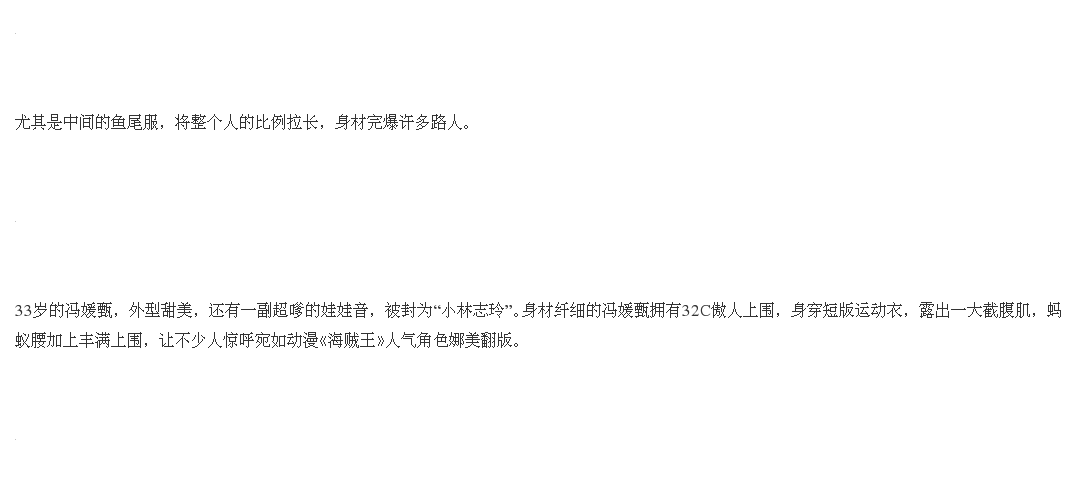 尤其是中间的鱼尾服，将整个人的比例拉长，身材完爆许多路人。
33岁的冯媛甄，外型甜美，还有一副超嗲的娃娃音，被封为“小林志玲”。身材纤细的冯媛甄拥有32C傲人上围，身穿短版运动衣，露出一大截腹肌，蚂
蚁腰加上丰满上围，让不少人惊呼宛如动漫《海贼王》人气角色娜美翻版。